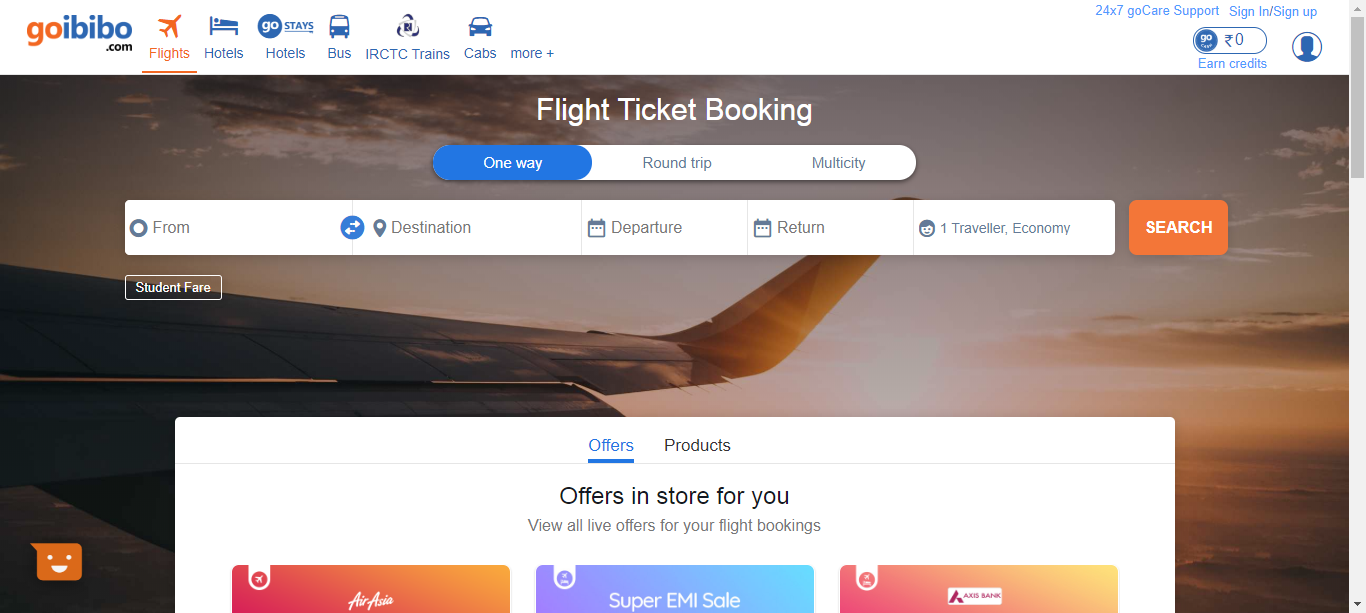 goibibo
.com
Flights
Hotels
go STAYS
Hotels
Bus
IRCTC Trains
Cabs
more +
24x7 goCare Support
Sign In/Sign up
go
CASH
₹0
Earn credits
Flight Ticket Booking
One way
Round trip
Multicity
From
Destination
Departure
Return
1 Traveller, Economy
SEARCH
Student Fare
Offers
Products
Offers in store for you
View all live offers for your flight bookings
AirAsia
Super EMI Sale
AXIS BANK